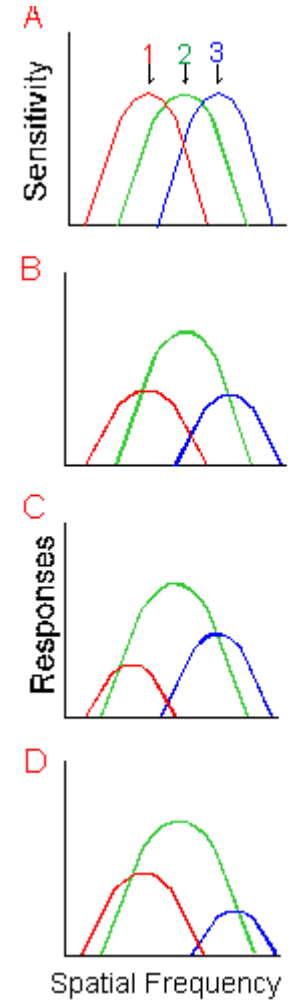 A
1 2 3
Sensitivity
B
C
Responses
D
Spatial Frequency